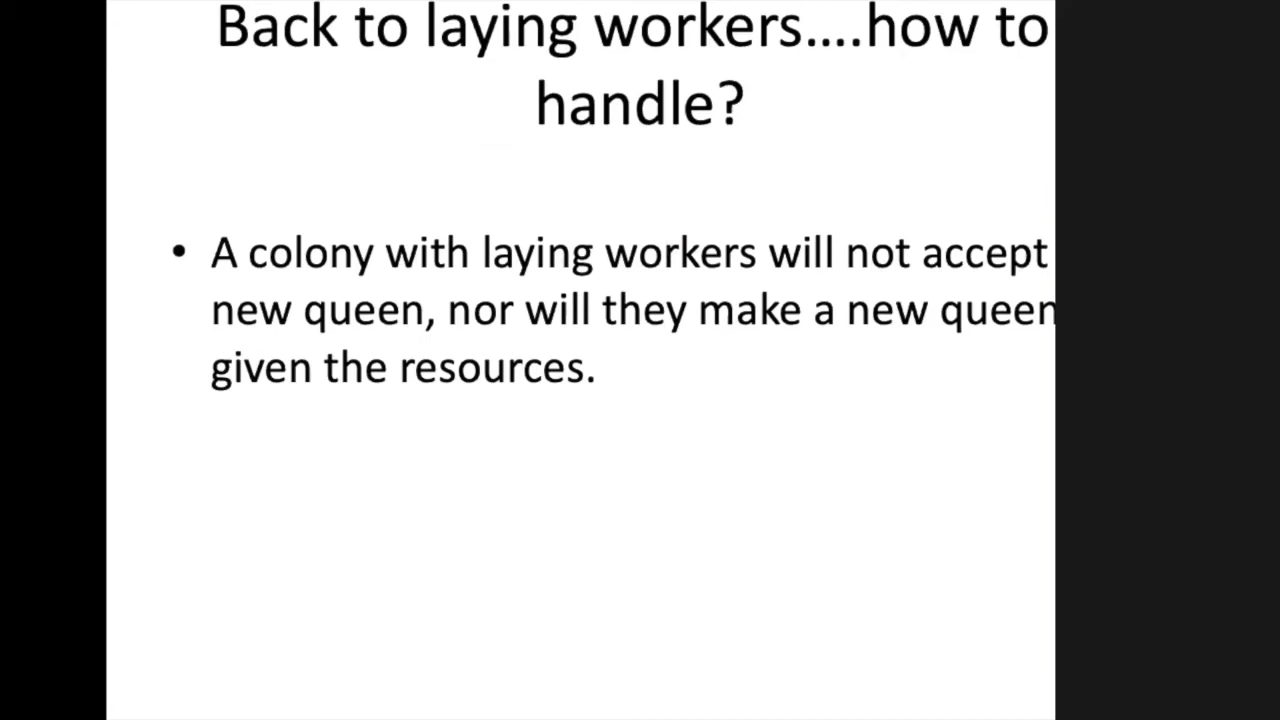 Back to laying workers....how to
handle?
• A colony with laying workers will not accept
new queen, nor will they make a new queen
given the resources.